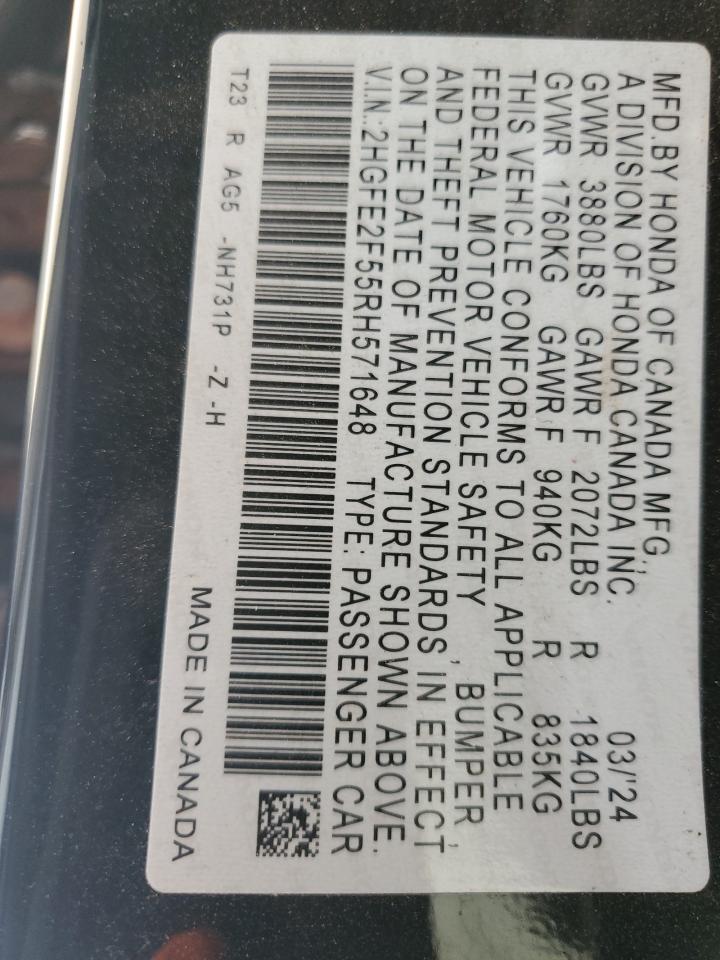 MFD.BY HONDA OF CANADA MFG.,
A DIVISION OF HONDA CANADA INC. 03/'24
GVWR 3880LBS GAWR F 2072LBS R 1840LBS
GVWR 1760KG GAWR F 940KG R 835KG
THIS VEHICLE CONFORMS TO ALL APPLICABLE
FEDERAL MOTOR VEHICLE SAFETY, BUMPER,
AND THEFT PREVENTION STANDARDS IN EFFECT
ON THE DATE OF MANUFACTURE SHOWN ABOVE.
V.I.N.:2HGFE2F55RH571648 TYPE: PASSENGER CAR
T23 R AG5 -NH731P -Z -H MADE IN CANADA